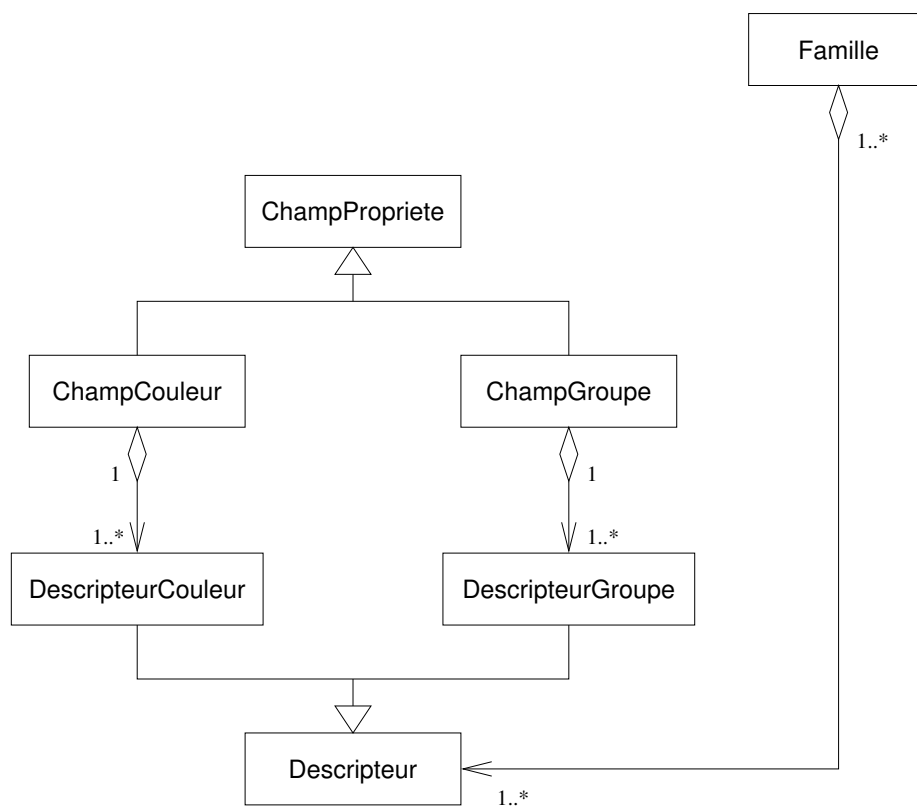 Famille
1..*
ChampPropriete
ChampCouleur
ChampGroupe
1
1
1..*
1..*
DescripteurCouleur
DescripteurGroupe
Descripteur
1..*